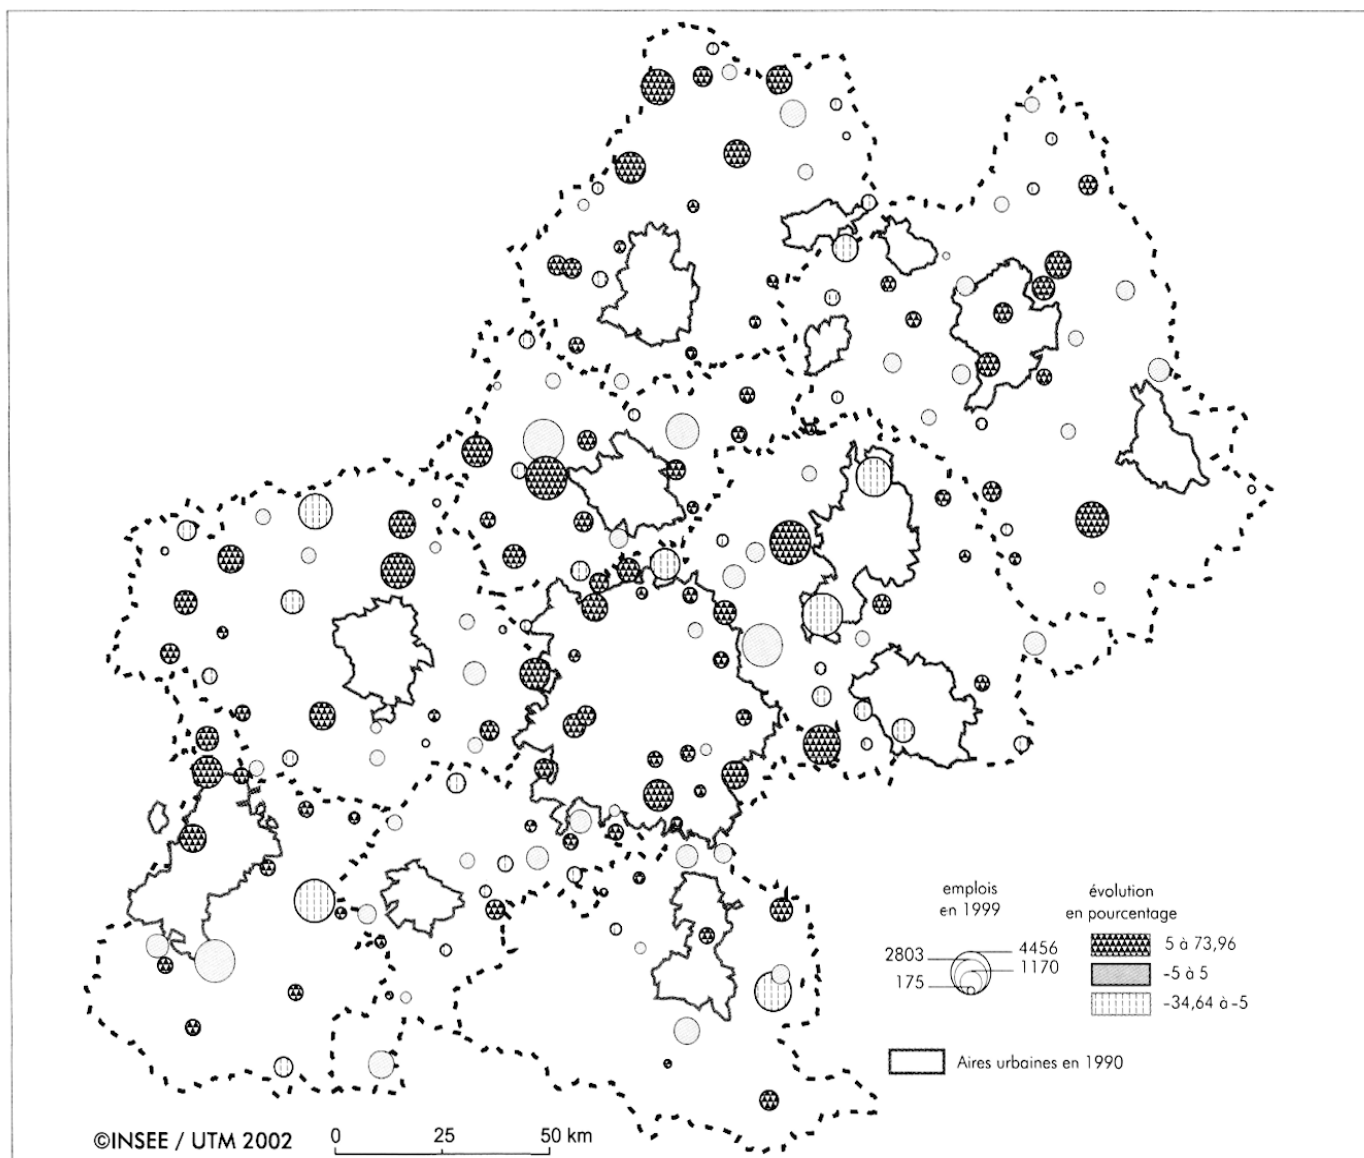 emplois
en 1999
évolution
en pourcentage
2803
4456
1170
175
5 à 73,96
-5 à 5
-34,64 à -5
Aires urbaines en 1990
©INSEE / UTM 2002
0 25 50 km